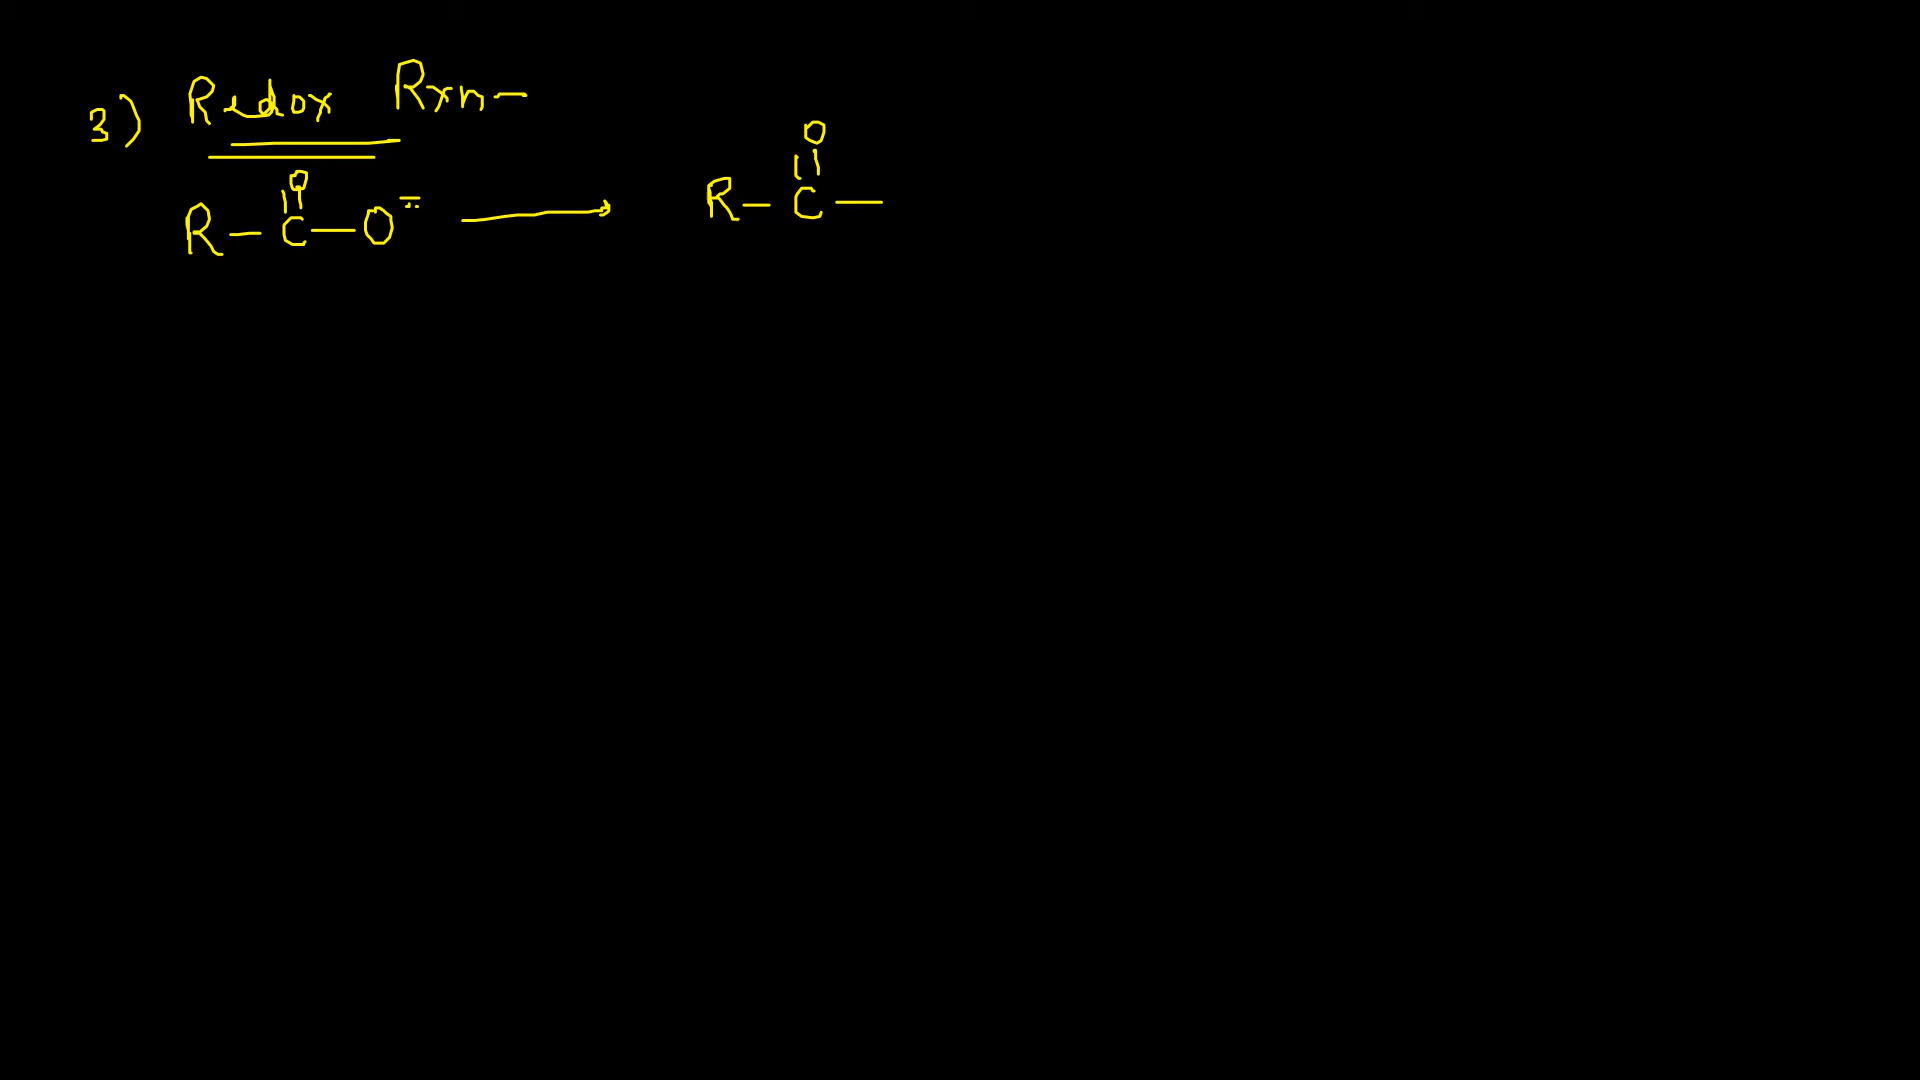 3) Redox Rxn-
O O
R-C-O⁻ → R-C-